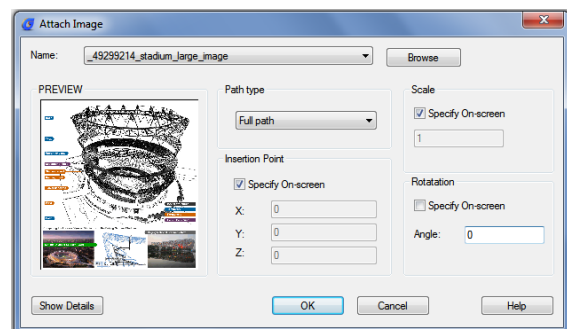 Attach Image
Name: _49299214_stadium_large_image Browse
PREVIEW
Path type
Full path
Scale
Specify On-screen
1
Insertion Point
Specify On-screen
X: 0
Y: 0
Z: 0
Rotatation
Specify On-screen
Angle: 0
Show Details OK Cancel Help